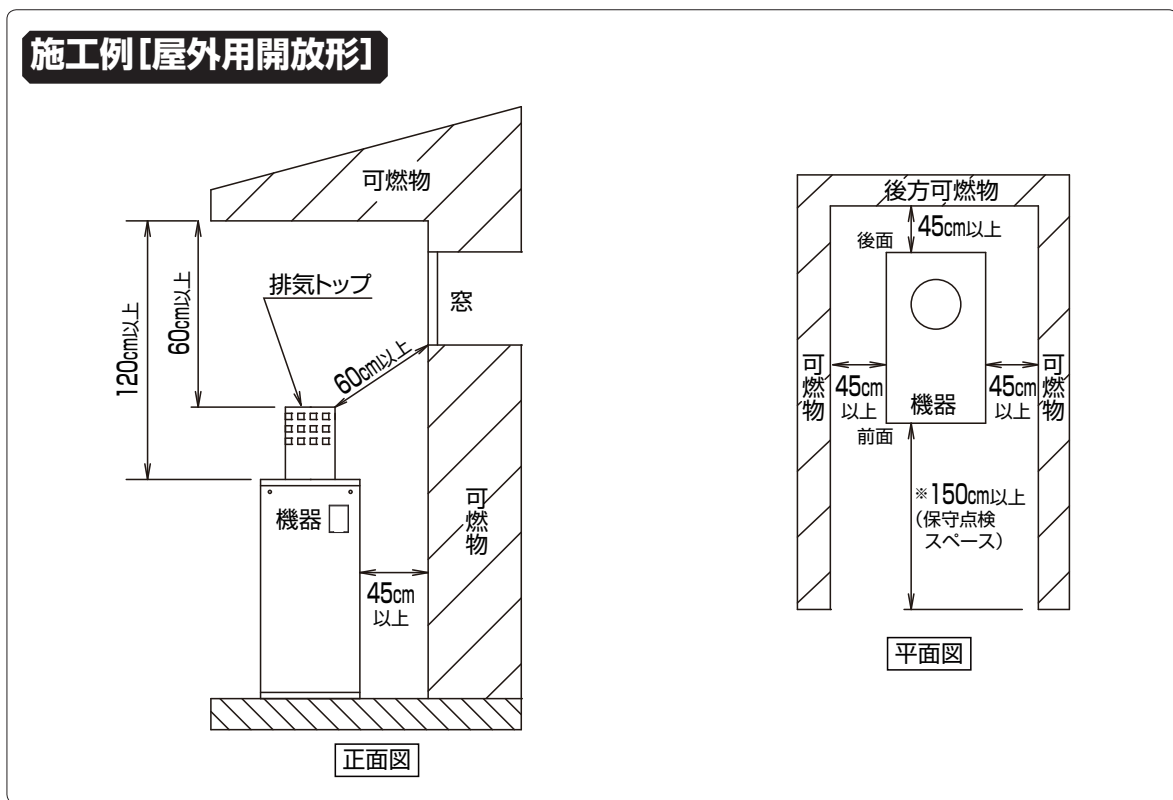 施工例[屋外用開放形]
可燃物
120cm以上
60cm以上
排気トップ
窓
60cm以上
機器
可燃物
45cm
以上
正面図
後方可燃物
後面
45cm以上
可燃物
45cm
以上
機器
45cm
以上
可燃物
前面
※150cm以上
(保守点検
スペース)
平面図